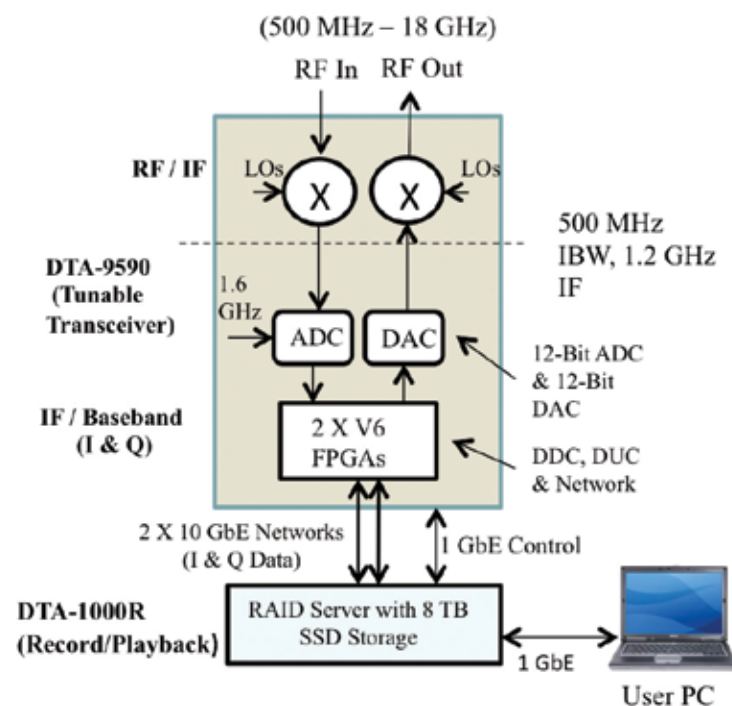 (500 MHz – 18 GHz)
RF In RF Out
RF / IF
LOs
LOs
X
X
500 MHz
IBW, 1.2 GHz
IF
DTA-9590
(Tunable
Transceiver)
1.6
GHz
ADC
DAC
12-Bit ADC
& 12-Bit
DAC
IF / Baseband
(I & Q)
2 X V6
FPGAs
DDC, DUC
& Network
2 X 10 GbE Networks
(I & Q Data)
1 GbE Control
DTA-1000R
(Record/Playback)
RAID Server with 8 TB
SSD Storage
1 GbE
User PC